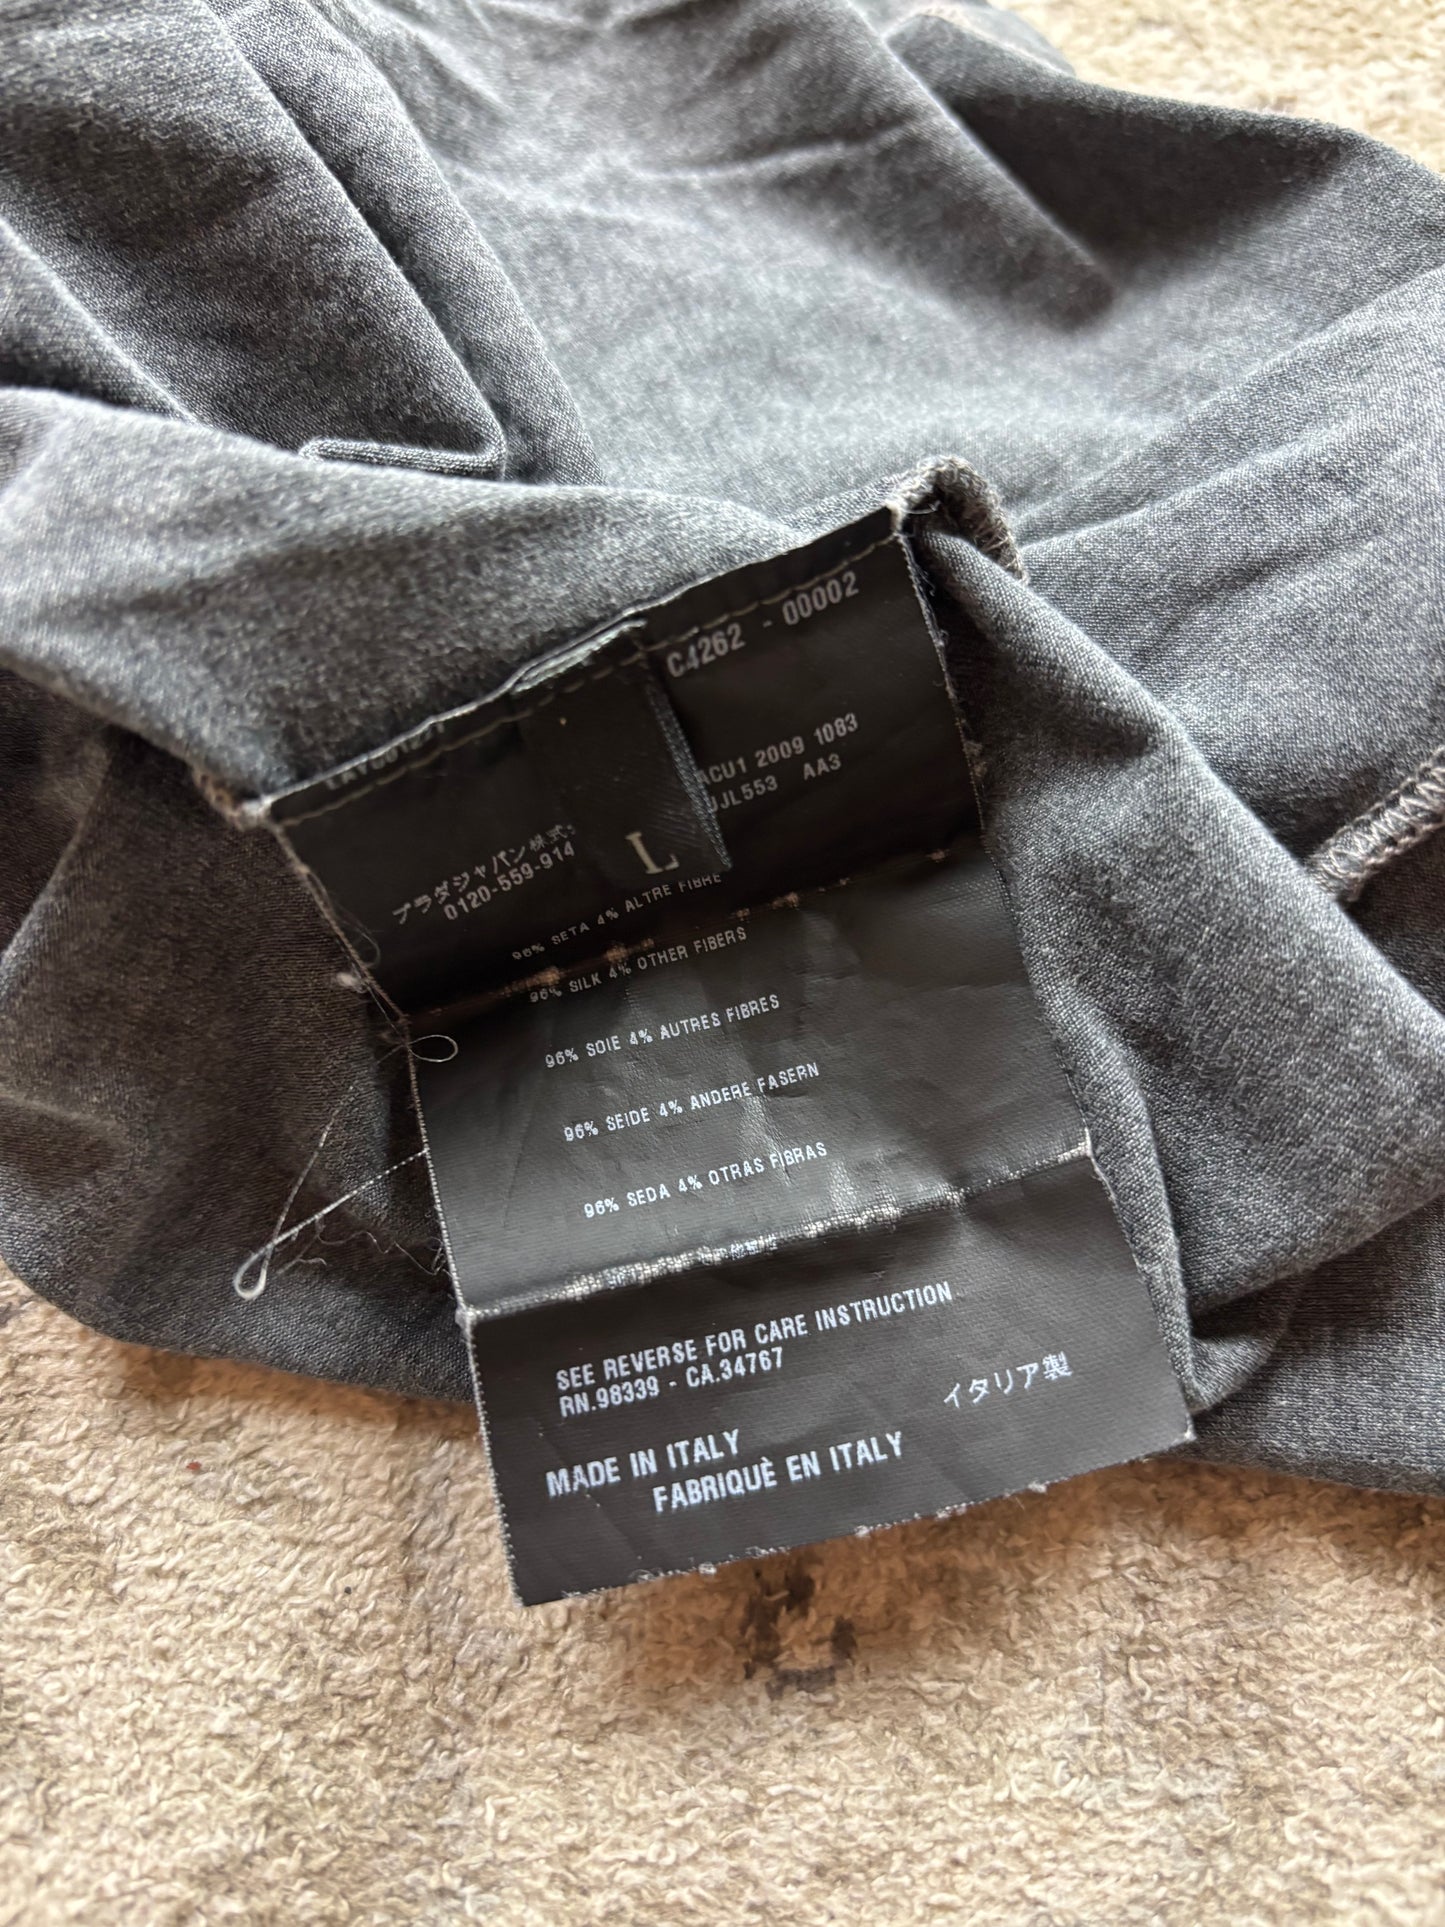 C4262 - 00002
ACU1 2009 1083
JJL553 AA3
プラダジャパン株式
0120-559-914
L
96% SETA 4% ALTRE FIBRE
96% SILK 4% OTHER FIBERS
96% SOIE 4% AUTRES FIBRES
96% SEIDE 4% ANDERE FASERN
96% SEDA 4% OTRAS FIBRAS
SEE REVERSE FOR CARE INSTRUCTION
RN.98339 - CA.34767
イタリア製
MADE IN ITALY
FABRIQUÈ EN ITALY